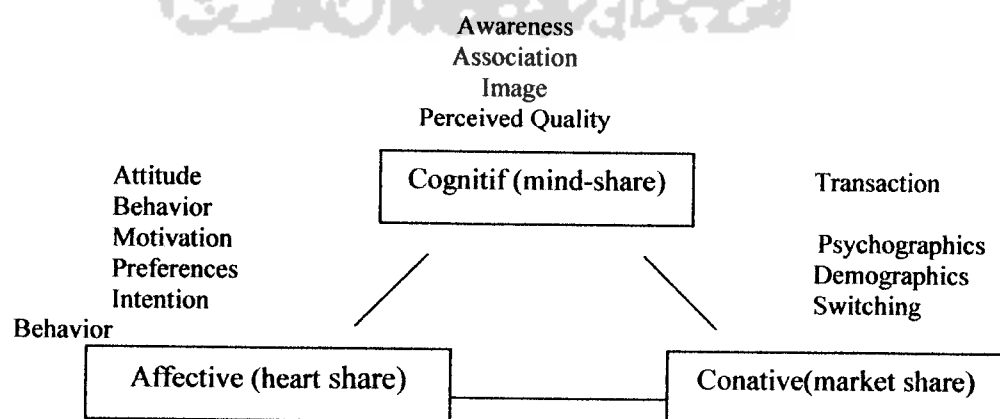 Awareness
Association
Image
Perceived Quality
Cognitif (mind-share)
Attitude
Behavior
Motivation
Preferences
Intention
Behavior
Transaction
Psychographics
Demographics
Switching
Affective (heart share)
Conative(market share)